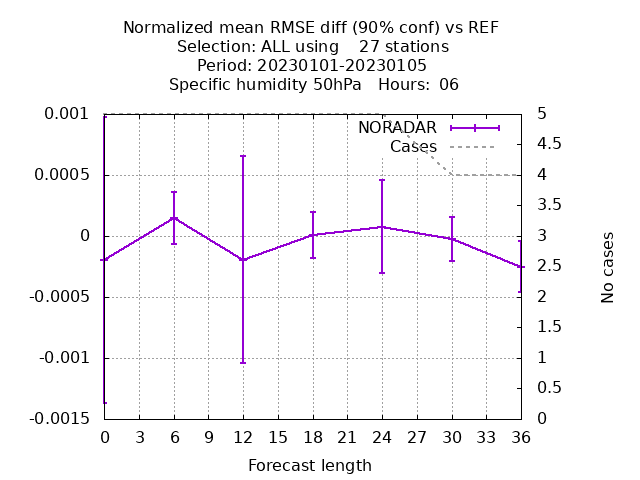 Normalized mean RMSE diff (90% conf) vs REF
Selection: ALL using    27 stations
Period: 20230101-20230105
Specific humidity 50hPa   Hours:  06
NORADAR
Cases
0.001
0.0005
0
-0.0005
-0.001
-0.0015
5
4.5
4
3.5
3
2.5
2
1.5
1
0.5
0
No cases
0 3 6 9 12 15 18 21 24 27 30 33 36
Forecast length